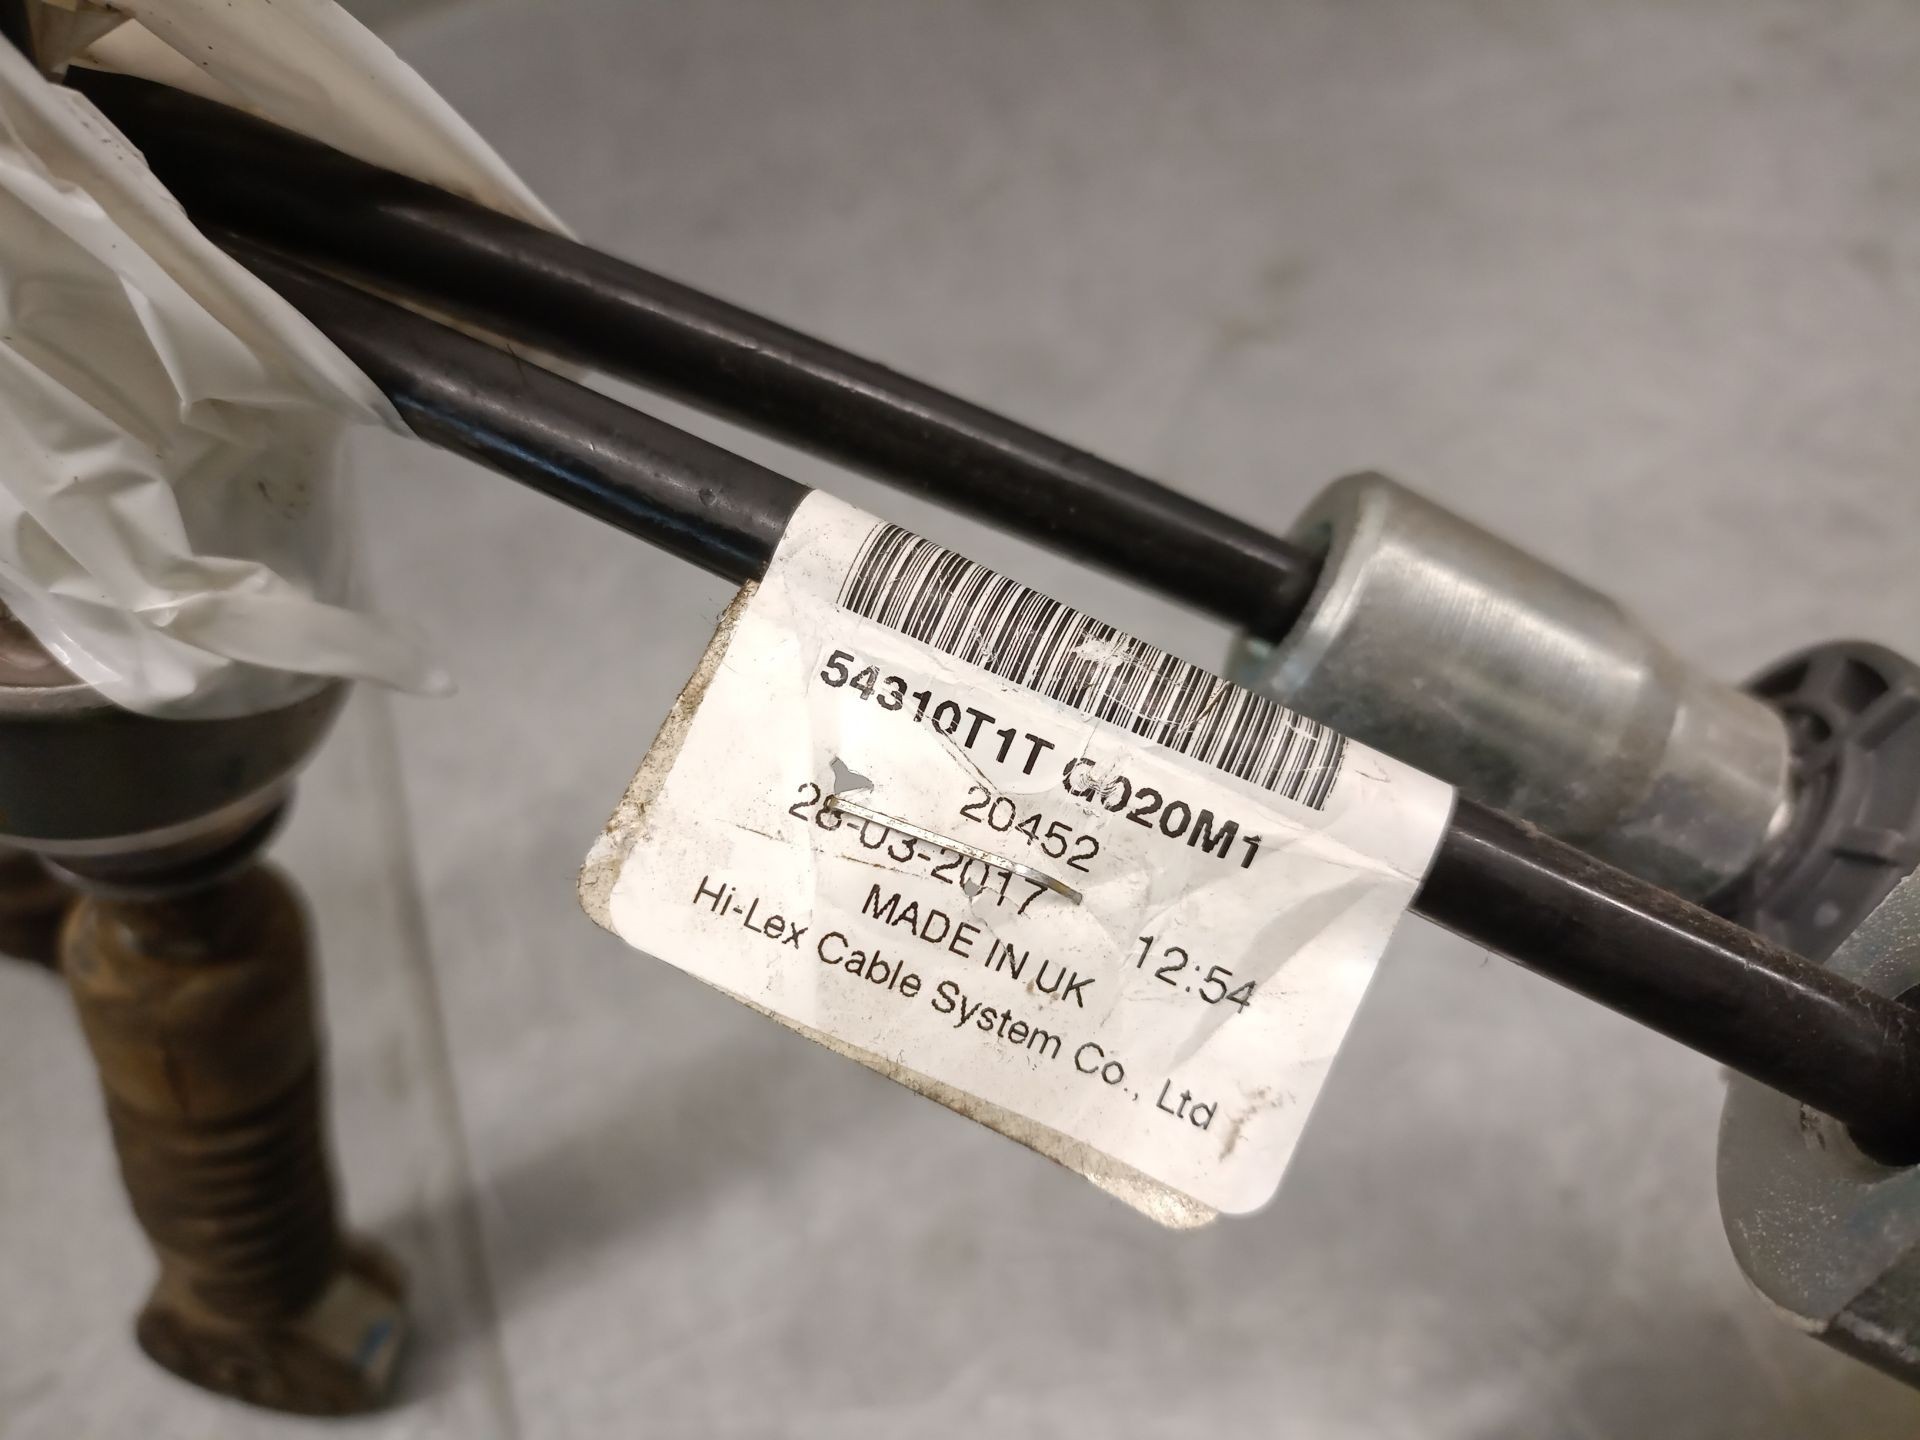 54310T1T G020M1
20452
28-03-2017
12:54
MADE IN UK
Hi-Lex Cable System Co., Ltd